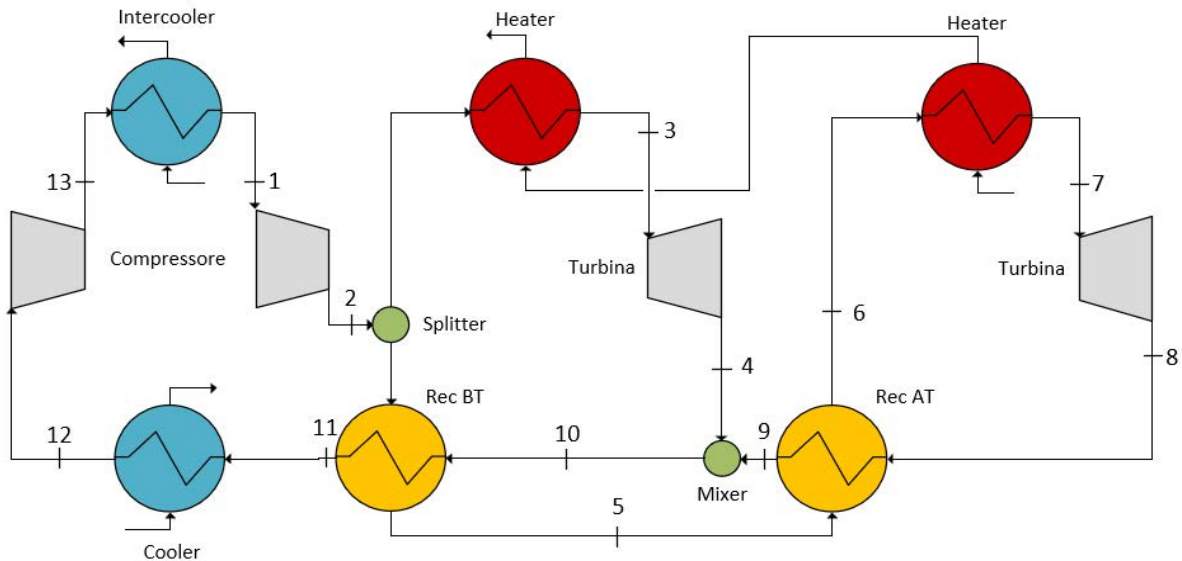 Intercooler
Heater
Heater
3
13
1
7
Compressore
Turbina
Turbina
2
Splitter
6
4
8
Rec BT
Rec AT
12
11
10
9
Mixer
5
Cooler